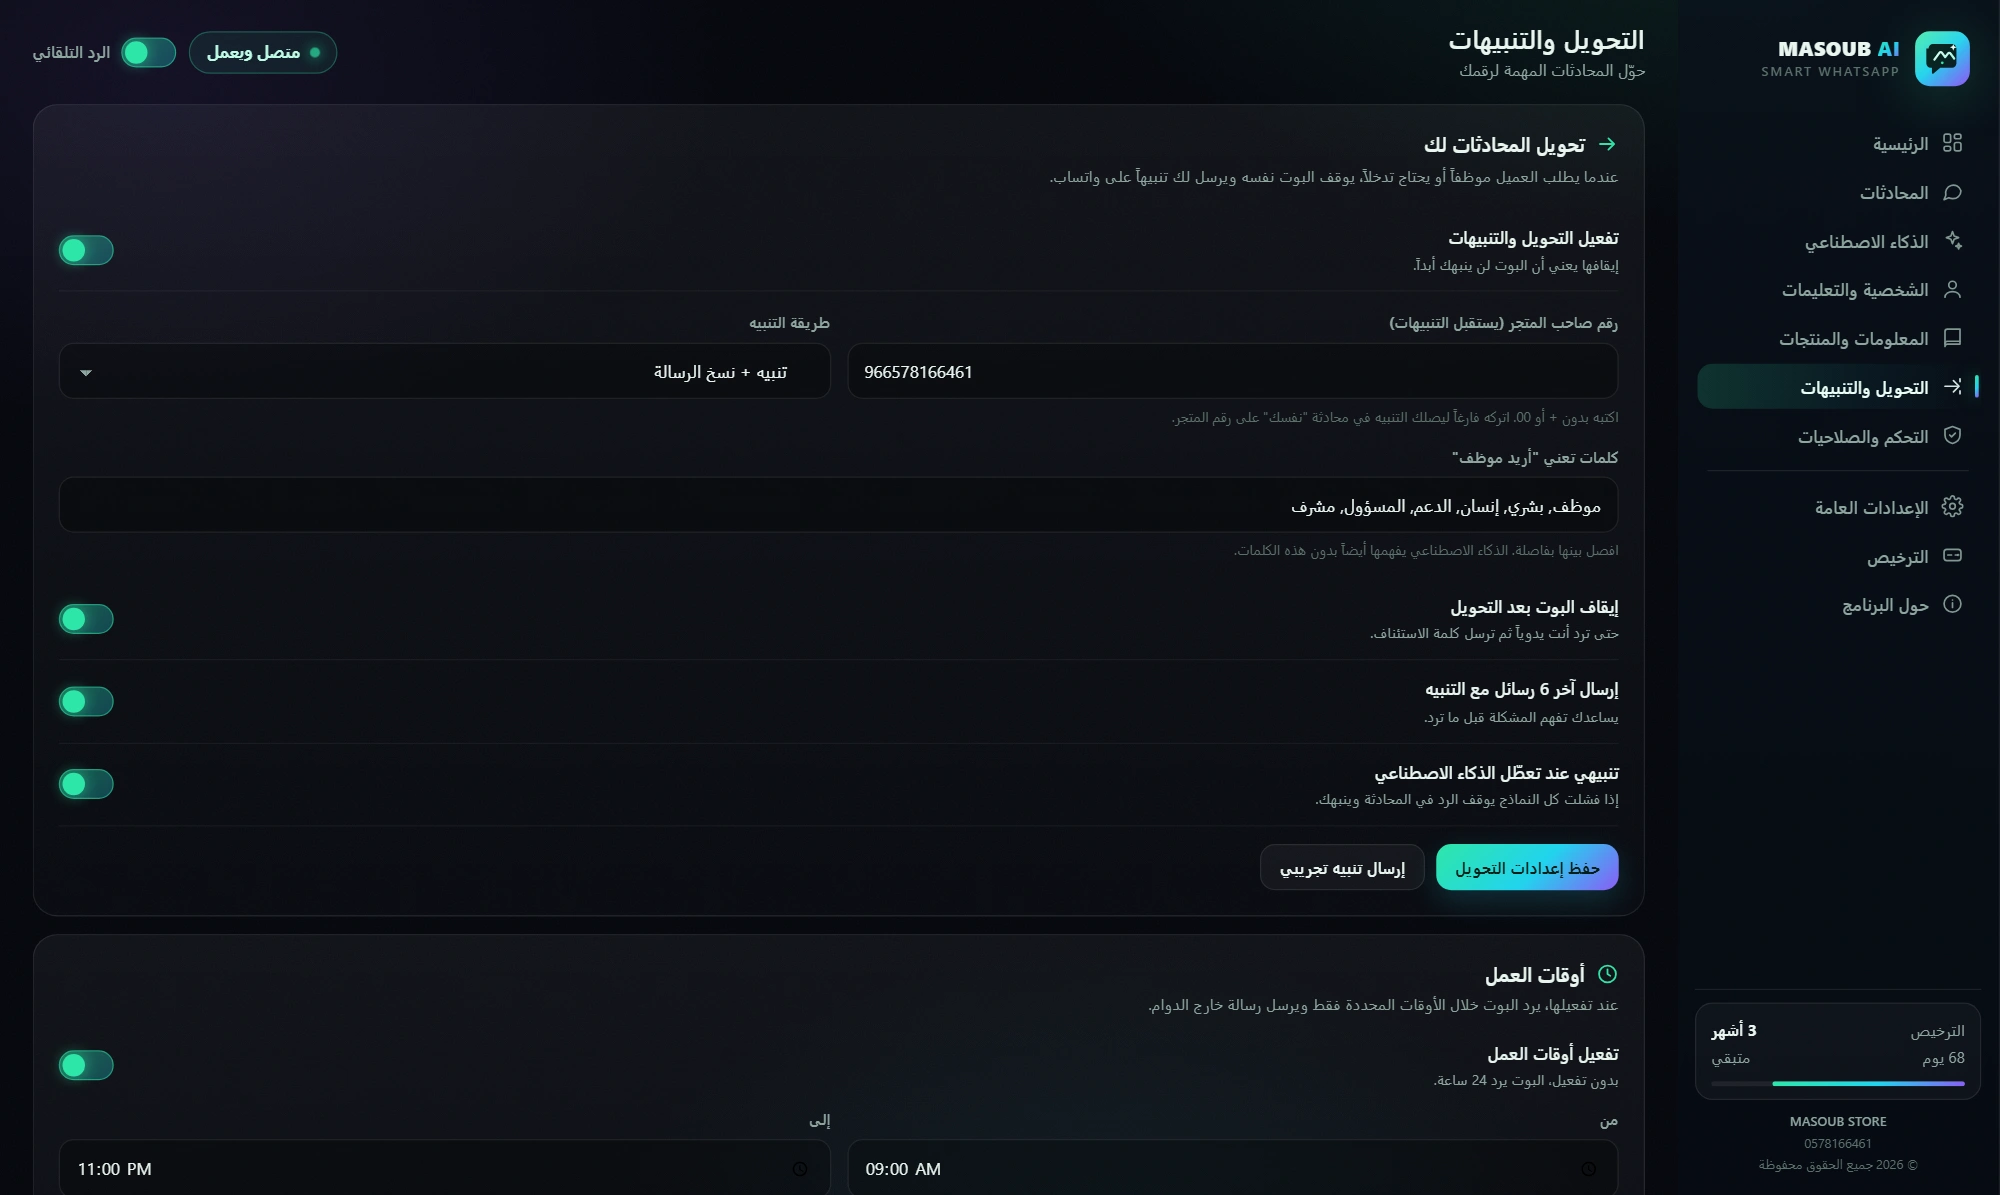 MASOUB AI
SMART WHATSAPP
الرئيسية
المحادثات
الذكاء الاصطناعي
الشخصية والتعليمات
المعلومات والمنتجات
التحويل والتنبيهات
التحكم والصلاحيات
الإعدادات العامة
الترخيص
حول البرنامج
الترخيص 3 أشهر
68 يوم متبقي
MASOUB STORE
0578166461
© 2026 جميع الحقوق محفوظة
التحويل والتنبيهات
حوّل المحادثات المهمة لرقمك
متصل ويعمل
الرد التلقائي
تحويل المحادثات لك
عندما يطلب العميل موظفاً أو يحتاج تدخلاً، يوقف البوت نفسه ويرسل لك تنبيهاً على واتساب.
تفعيل التحويل والتنبيهات
إيقافها يعني أن البوت لن ينبهك أبداً.
رقم صاحب المتجر (يستقبل التنبيهات)
966578166461
اكتبه بدون + أو 00. اتركه فارغاً ليصلك التنبيه في محادثة "نفسك" على رقم المتجر.
طريقة التنبيه
تنبيه + نسخ الرسالة
كلمات تعني "أريد موظف"
موظف, بشري, إنسان, الدعم, المسؤول, مشرف
افصل بينها بفاصلة. الذكاء الاصطناعي يفهمها أيضاً بدون هذه الكلمات.
إيقاف البوت بعد التحويل
حتى ترد أنت يدوياً ثم ترسل كلمة الاستئناف.
إرسال آخر 6 رسائل مع التنبيه
يساعدك تفهم المشكلة قبل ما ترد.
تنبيهي عند تعطّل الذكاء الاصطناعي
إذا فشلت كل النماذج يوقف الرد في المحادثة وينبهك.
حفظ إعدادات التحويل
إرسال تنبيه تجريبي
أوقات العمل
عند تفعيلها، يرد البوت خلال الأوقات المحددة فقط ويرسل رسالة خارج الدوام.
تفعيل أوقات العمل
بدون تفعيل، البوت يرد 24 ساعة.
من
09:00 AM
إلى
11:00 PM